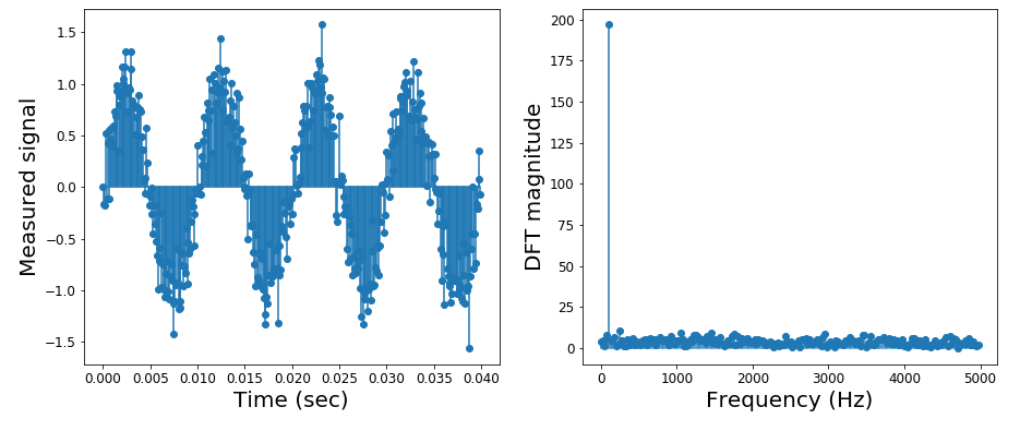 1.5
1.0
0.5
0.0
−0.5
−1.0
−1.5
Measured signal
0.000 0.005 0.010 0.015 0.020 0.025 0.030 0.035 0.040
Time (sec)
200
175
150
125
100
75
50
25
0
DFT magnitude
0 1000 2000 3000 4000 5000
Frequency (Hz)